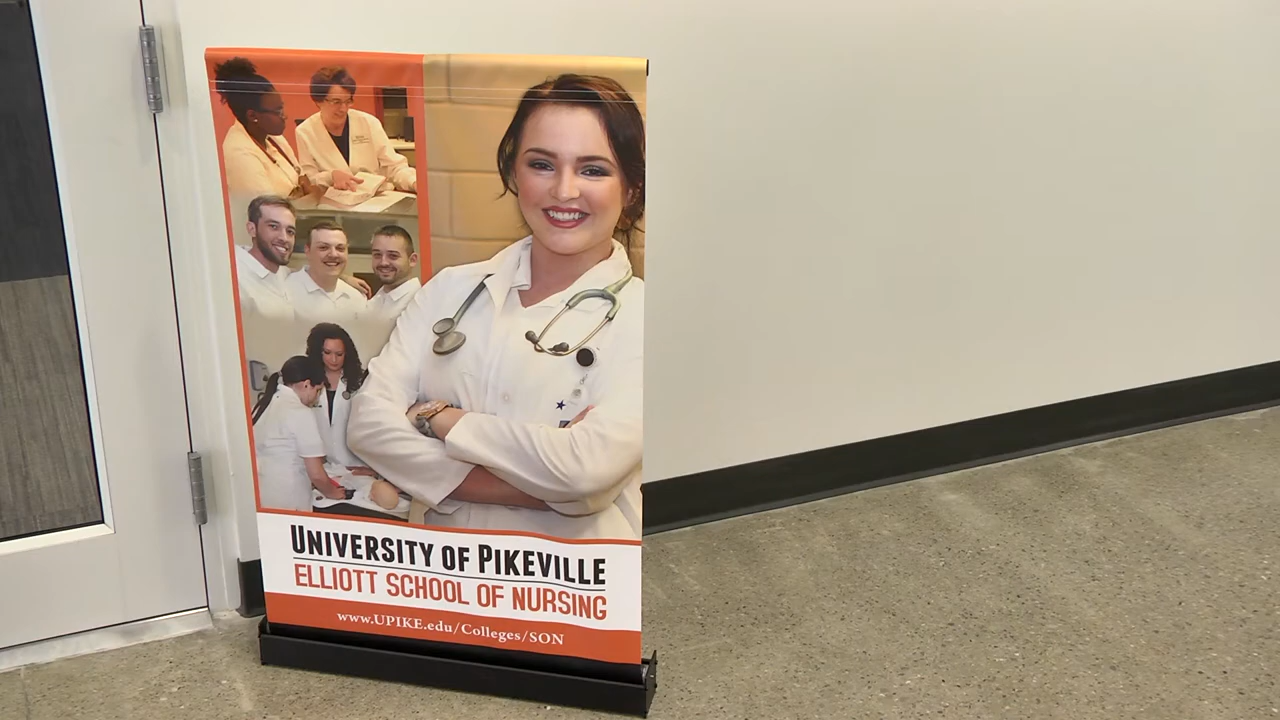 UNIVERSITY OF PIKEVILLE
ELLIOTT SCHOOL OF NURSING
www.UPIKE.edu/Colleges/SON